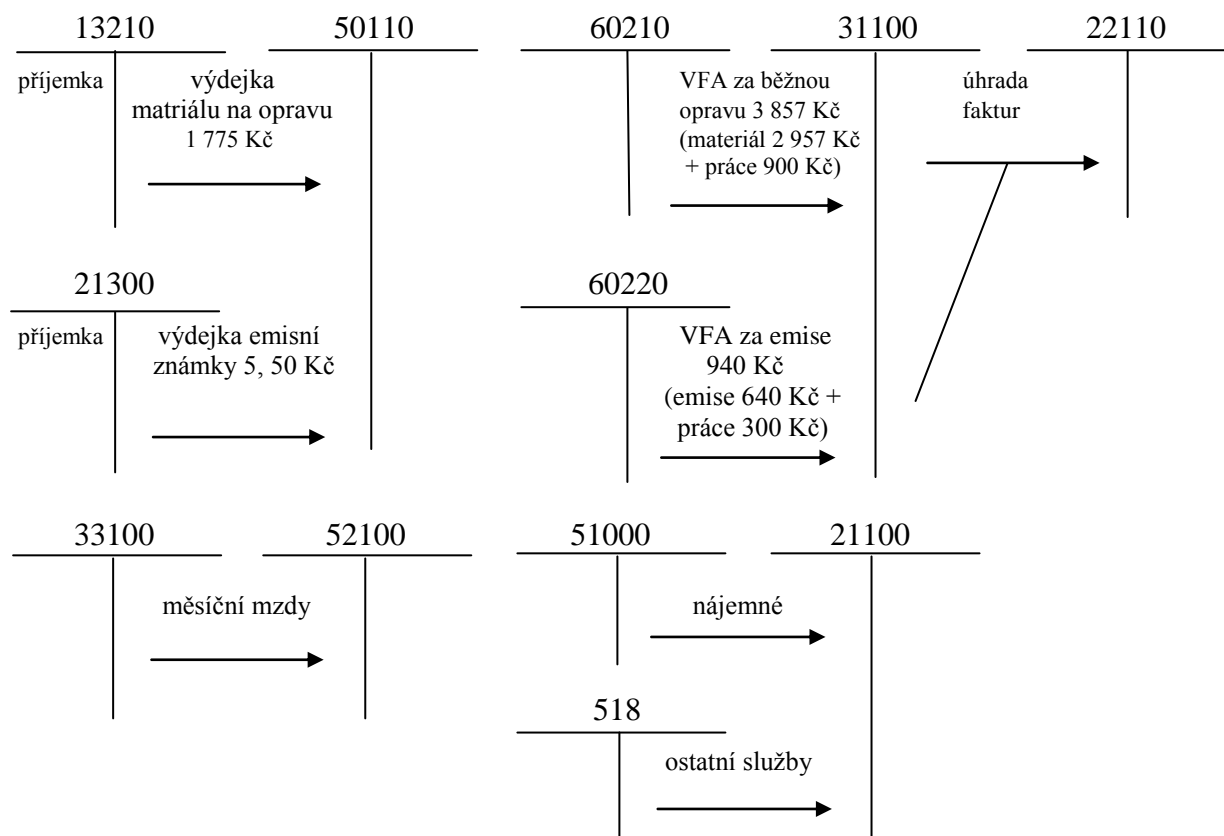 13210
50110
60210
31100
22110
příjemka
výdejka
matriálu na opravu
1 775 Kč
VFA za běžnou
opravu 3 857 Kč
(materiál 2 957 Kč
+ práce 900 Kč)
úhrada
faktur
21300
60220
příjemka
výdejka emisní
známky 5, 50 Kč
VFA za emise
940 Kč
(emise 640 Kč +
práce 300 Kč)
33100
52100
51000
21100
měsíční mzdy
nájemné
518
ostatní služby